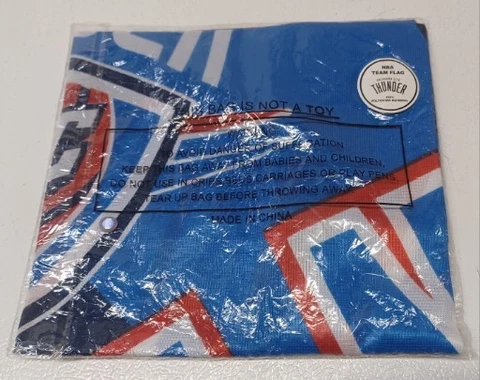 NBA
TEAM FLAG
THUNDER
BAG IS NOT A TOY
AVOID DANGER OF SUFFOCATION
KEEP THIS BAG AWAY FROM BABIES AND CHILDREN.
DO NOT USE IN CRIBS, BEDS, CARRIAGES OR PLAY PENS.
TEAR UP BAG BEFORE THROWING AWAY
MADE IN CHINA